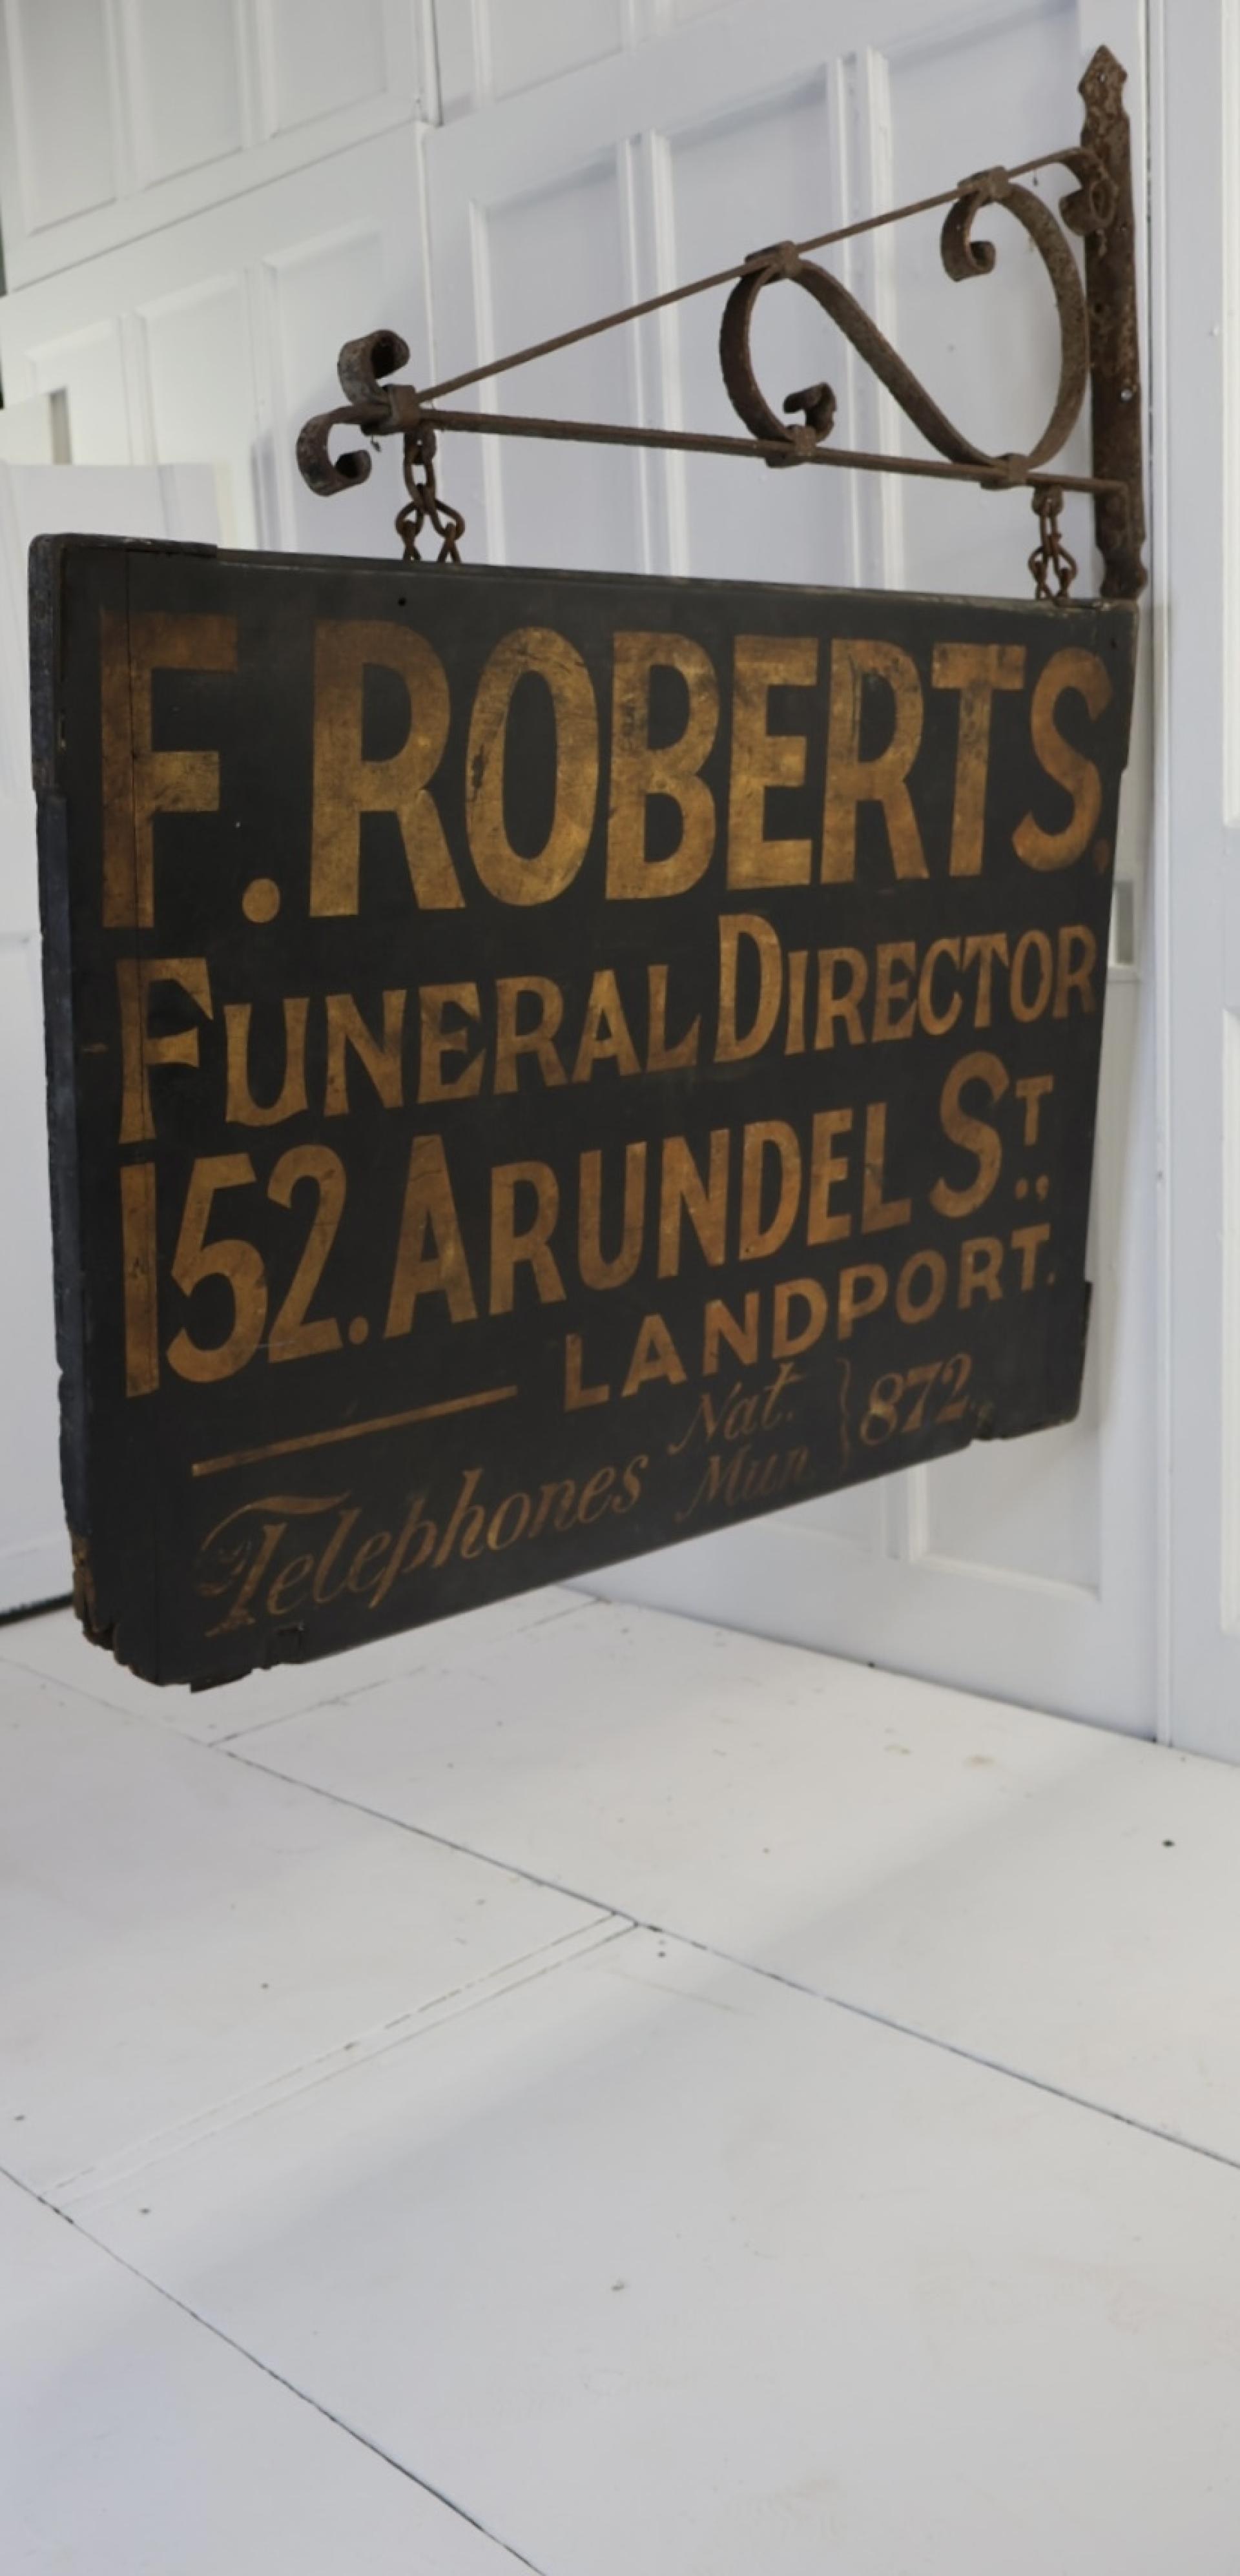 F. ROBERTS.
FUNERAL DIRECTOR
152. ARUNDEL ST.,
LANDPORT.
Telephones Nat. Mun. } 872.